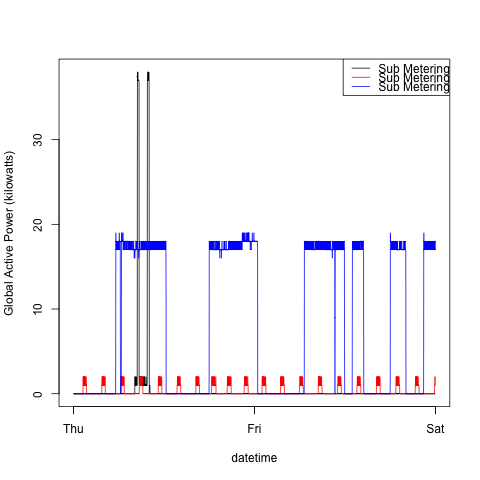 Sub Metering
Sub Metering
Sub Metering
Global Active Power (kilowatts)
30
20
10
0
Thu
Fri
Sat
datetime